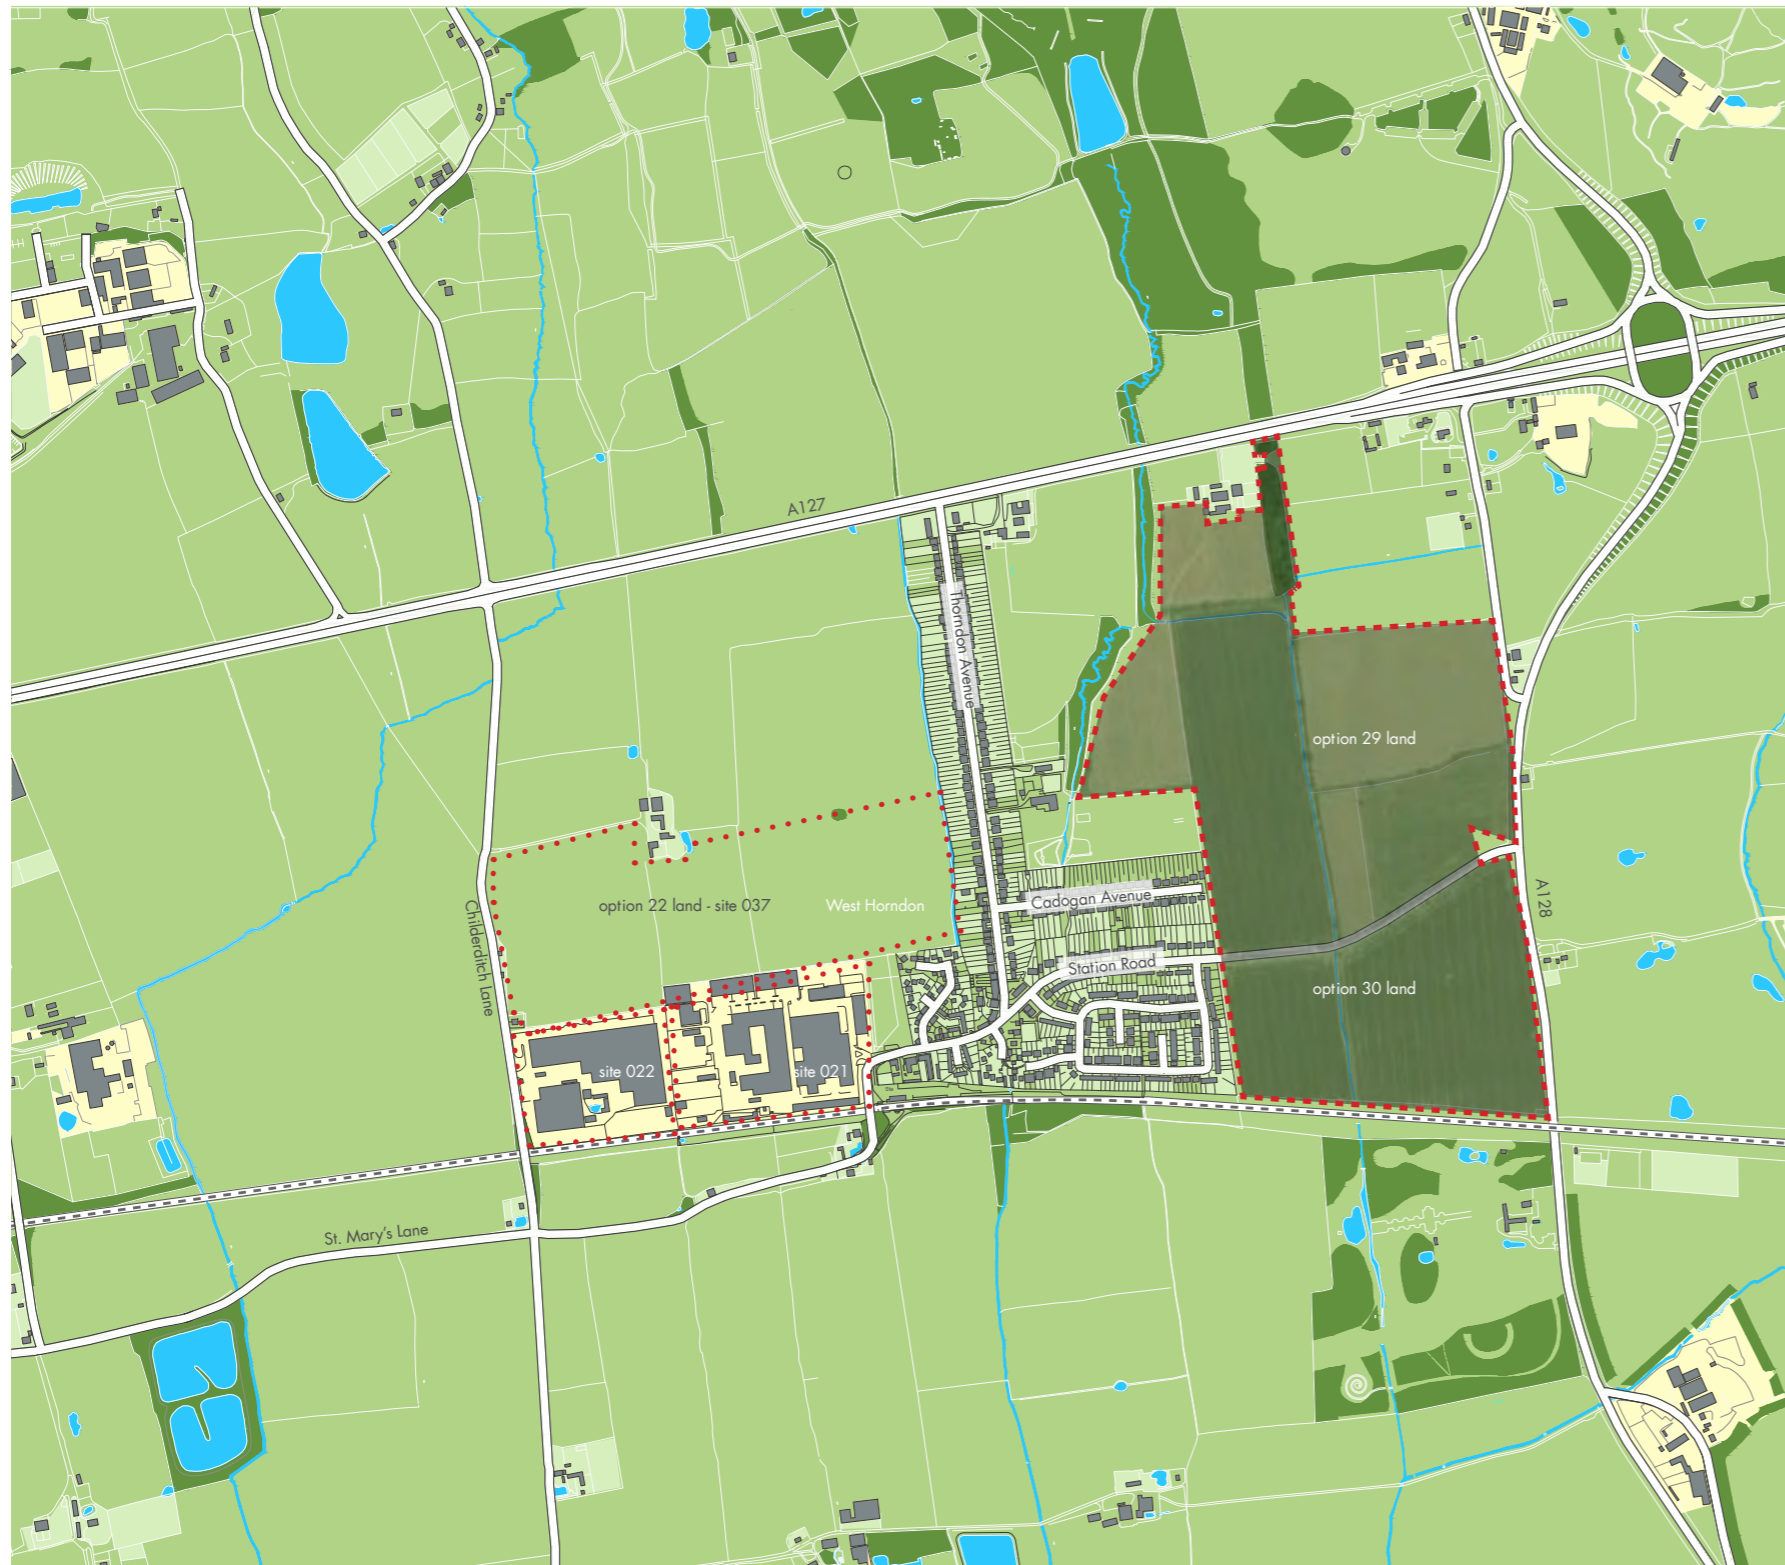 A127
Thorndon Avenue
option 29 land
option 22 land - site 037
West Horndon
Cadogan Avenue
A128
Childerditch Lane
Station Road
option 30 land
site 022
site 021
St. Mary's Lane